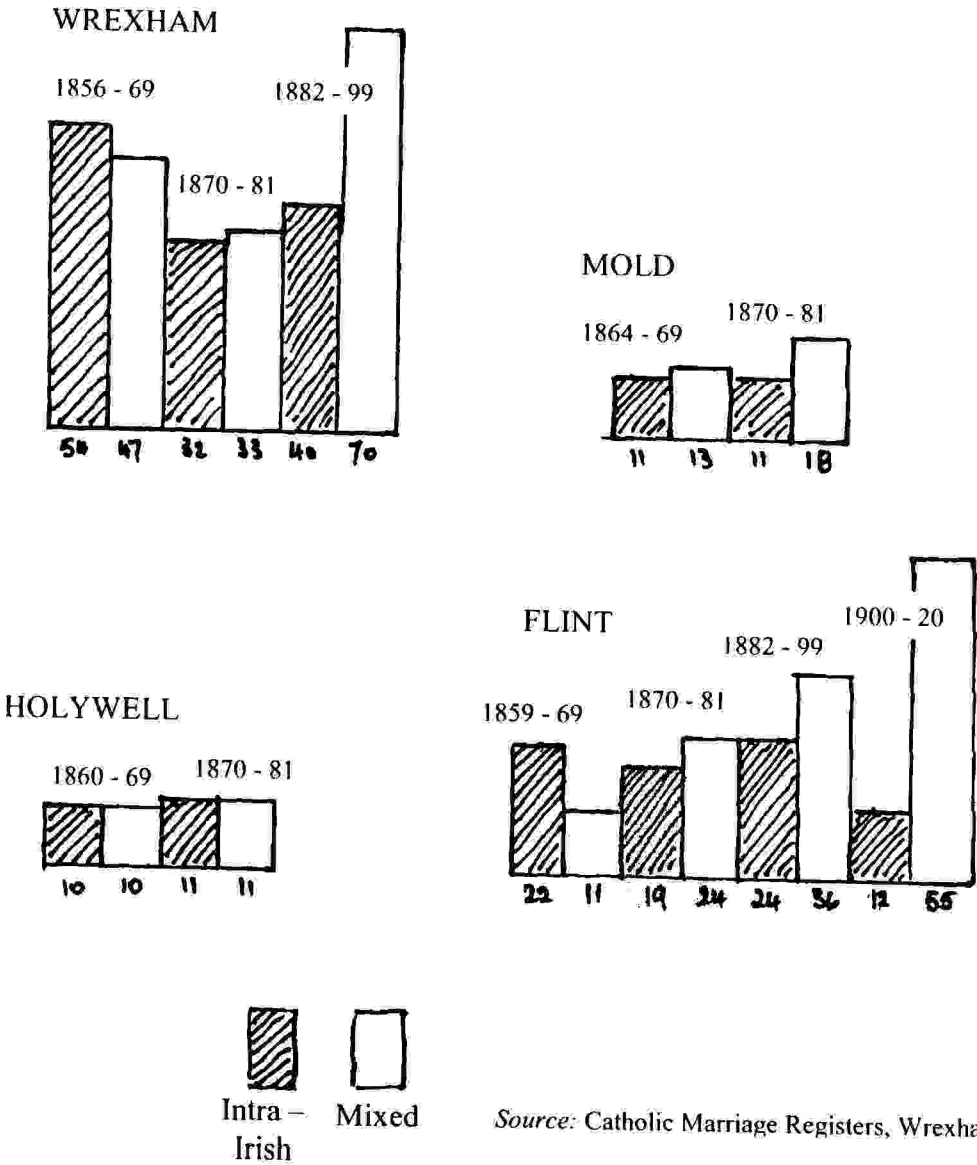 WREXHAM
1856 - 69
1882 - 99
1870 - 81
54 47 32 33 40 70
MOLD
1864 - 69
1870 - 81
11 13 11 18
HOLYWELL
1860 - 69
1870 - 81
10 10 11 11
FLINT
1859 - 69
1870 - 81
1882 - 99
1900 - 20
22 11 19 24 24 36 12 55
Intra –
Irish
Mixed
Source: Catholic Marriage Registers, Wrexha